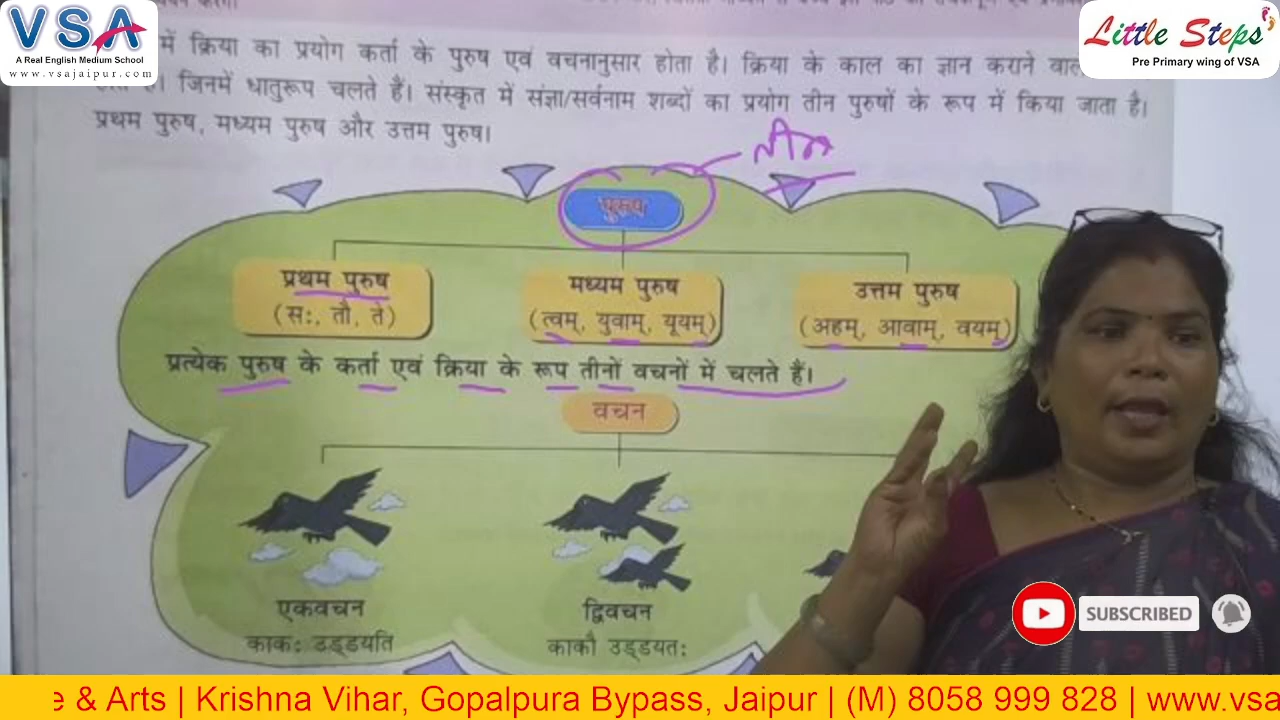 VSA
A Real English Medium School
www.vsajaipur.com
Little Steps
Pre Primary wing of VSA
में क्रिया का प्रयोग कर्ता के पुरुष एवं वचनानुसार होता है। क्रिया के काल का ज्ञान कराने
जिनमें धातुरूप चलते हैं। संस्कृत में संज्ञा/सर्वनाम शब्दों का प्रयोग तीन पुरुषों के रूप में किया जाता है।
प्रथम पुरुष, मध्यम पुरुष और उत्तम पुरुष।
तीन
पुरुष
प्रथम पुरुष
(सः, तौ, ते)
मध्यम पुरुष
(त्वम्, युवाम्, यूयम्)
उत्तम पुरुष
(अहम्, आवाम्, वयम्)
प्रत्येक पुरुष के कर्ता एवं क्रिया के रूप तीनों वचनों में चलते हैं।
वचन
एकवचन
काकः उड्डयति
द्विवचन
काकौ उड्डयतः
SUBSCRIBED
e & Arts | Krishna Vihar, Gopalpura Bypass, Jaipur | (M) 8058 999 828 | www.vsa